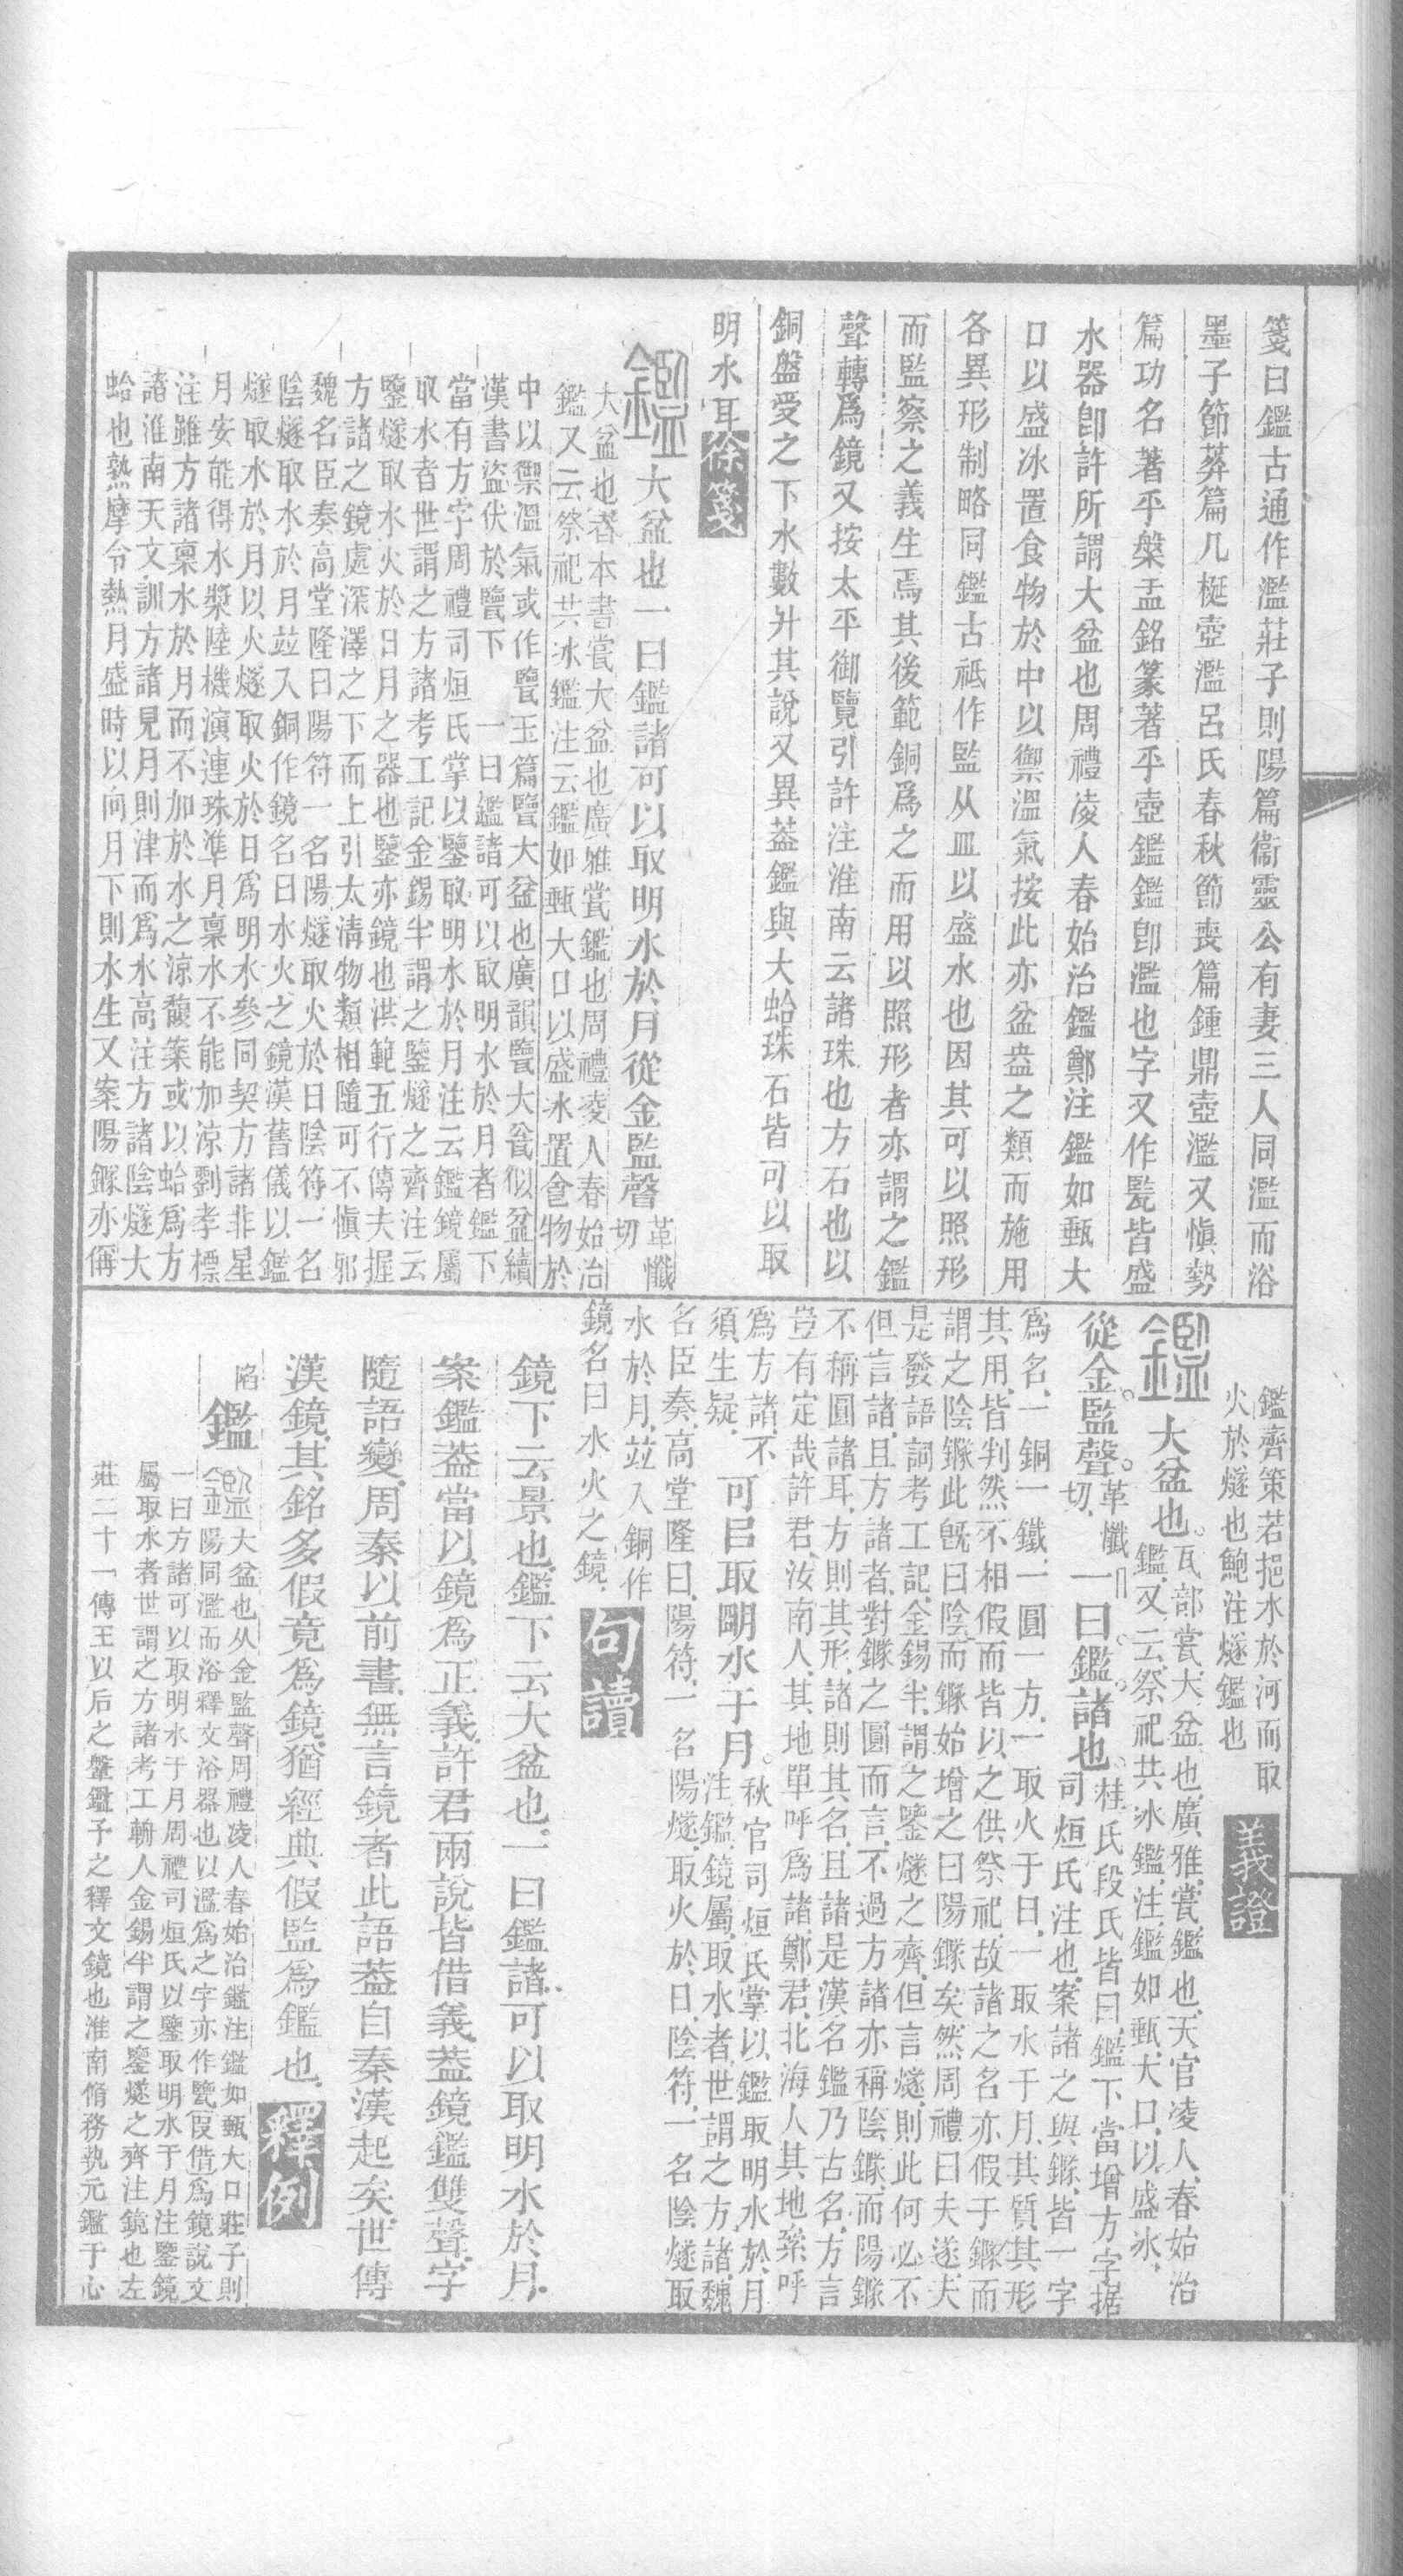 箋曰鑑古通作濫莊子則陽篇衞靈公有妻三人同濫而浴
墨子節葬篇几梃壺濫呂氏春秋節喪篇鍾鼎壺濫又愼勢
篇功名著乎槃盂銘篆著乎壺鑑鑑卽濫也字又作㽉皆盛
水器卽許所謂大盆也周禮凌人春始治鑑鄭注鑑如甀大
口以盛冰置食物於中以禦溫氣按此亦盆盎之類而施用
各異形制略同鑑古祗作監从皿以盛水也因其可以照形
而監察之義生焉其後範銅爲之而用以照形者亦謂之鑑
聲轉爲鏡又按太平御覽引許注淮南云諸珠也方石也以
銅盤受之下水數升其說又異葢鑑與大蛤珠石皆可以取
明水耳徐箋
大盆也一曰鑑諸可以取明水於月從金監聲革懺切
大盆也者本書㽉大盆也廣雅㽉鑑也周禮凌人春始治
鑑又云祭祀共冰鑑注云鑑如甀大口以盛冰置食物於
中以禦溫氣或作㽉玉篇㽉大盆也廣韻㽉大瓮似盆續
漢書盜伏於㽉下　一曰鑑諸可以取明水於月者鑑下
當有方字周禮司烜氏掌以鑒取明水於月注云鑑鏡屬
取水者世謂之方諸考工記金錫半謂之鑒燧之齊注云
鑒燧取水火於日月之器也鑒亦鏡也洪範五行傳夫握
方諸之鏡處深澤之下而上引太淸物類相隨可不愼邪
魏名臣奏高堂隆曰陽符一名陽燧取火於日陰符一名
陰燧取水於月竝入銅作鏡名曰水火之鏡漢舊儀以鑑
燧取水於月以火燧取火於日爲明水參同契方諸非星
月安能得水漿陸機演連珠準月稟水不能加涼劉孝標
注雖方諸稟水於月而不加於水之涼馥案或以蛤爲方
諸淮南天文訓方諸見月則津而爲水高注方諸陰燧大
蛤也熟摩令熱月盛時以向月下則水生又案陽鐆亦偁
鑑齊策若挹水於河而取
火於燧也鮑注燧鑑也　義證
大盆也瓦部㽉大盆也廣雅㽉鑑也天官凌人春始治
鑑又云祭祀共冰鑑注鑑如甀大口以盛冰
從金監聲革懺切一曰鑑諸也桂氏段氏皆曰鑑下當增方字据
司烜氏注也案諸之與鐆皆一字
爲名一銅一鐵一圓一方一取火于日一取水于月其質其形
其用皆判然不相假而皆以之供祭祀故諸之名亦假于鐆而
謂之陰鐆此旣曰陰而鐆始增之曰陽鐆矣然周禮曰夫遂夫
是發語詞考工記金錫半謂之鑒燧之齊但言燧則此何必不
但言諸且方諸者對鐆之圓而言不過方諸亦稱陰鐆而陽鐆
不稱圓諸耳方則其形諸則其名且諸是漢名鑑乃古名方言
豈有定哉許君汝南人其地單呼爲諸鄭君北海人其地絫呼
爲方諸不須生疑可㠯取朙水于月秋官司烜氏掌以鑑取明水於月
注鑑鏡屬取水者世謂之方諸魏
名臣奏高堂隆曰陽符一名陽燧取火於日陰符一名陰燧取
水於月竝入銅作
鏡名曰水火之鏡　句讀
鏡下云景也鑑下云大盆也一曰鑑諸可以取明水於月
案鑑葢當以鏡爲正義許君兩說皆借義葢鏡鑑雙聲字
隨語變周秦以前書無言鏡者此語葢自秦漢起矣世傳
漢鏡其銘多假竟爲鏡猶經典假監爲鑑也　釋例
鑑大盆也从金監聲周禮凌人春始治鑑注鑑如甀大口莊子則
陽同濫而浴釋文浴器也以濫爲之字亦作㽉叚借爲鏡說文
一曰方諸可以取明水于月周禮司烜氏以鑒取明水于月注鑒鏡
屬取水者世謂之方諸考工輈人金錫半謂之鑒燧之齊注鏡也左
莊二十一傳王以后之鞶鑑予之釋文鏡也淮南脩務執元鑑于心